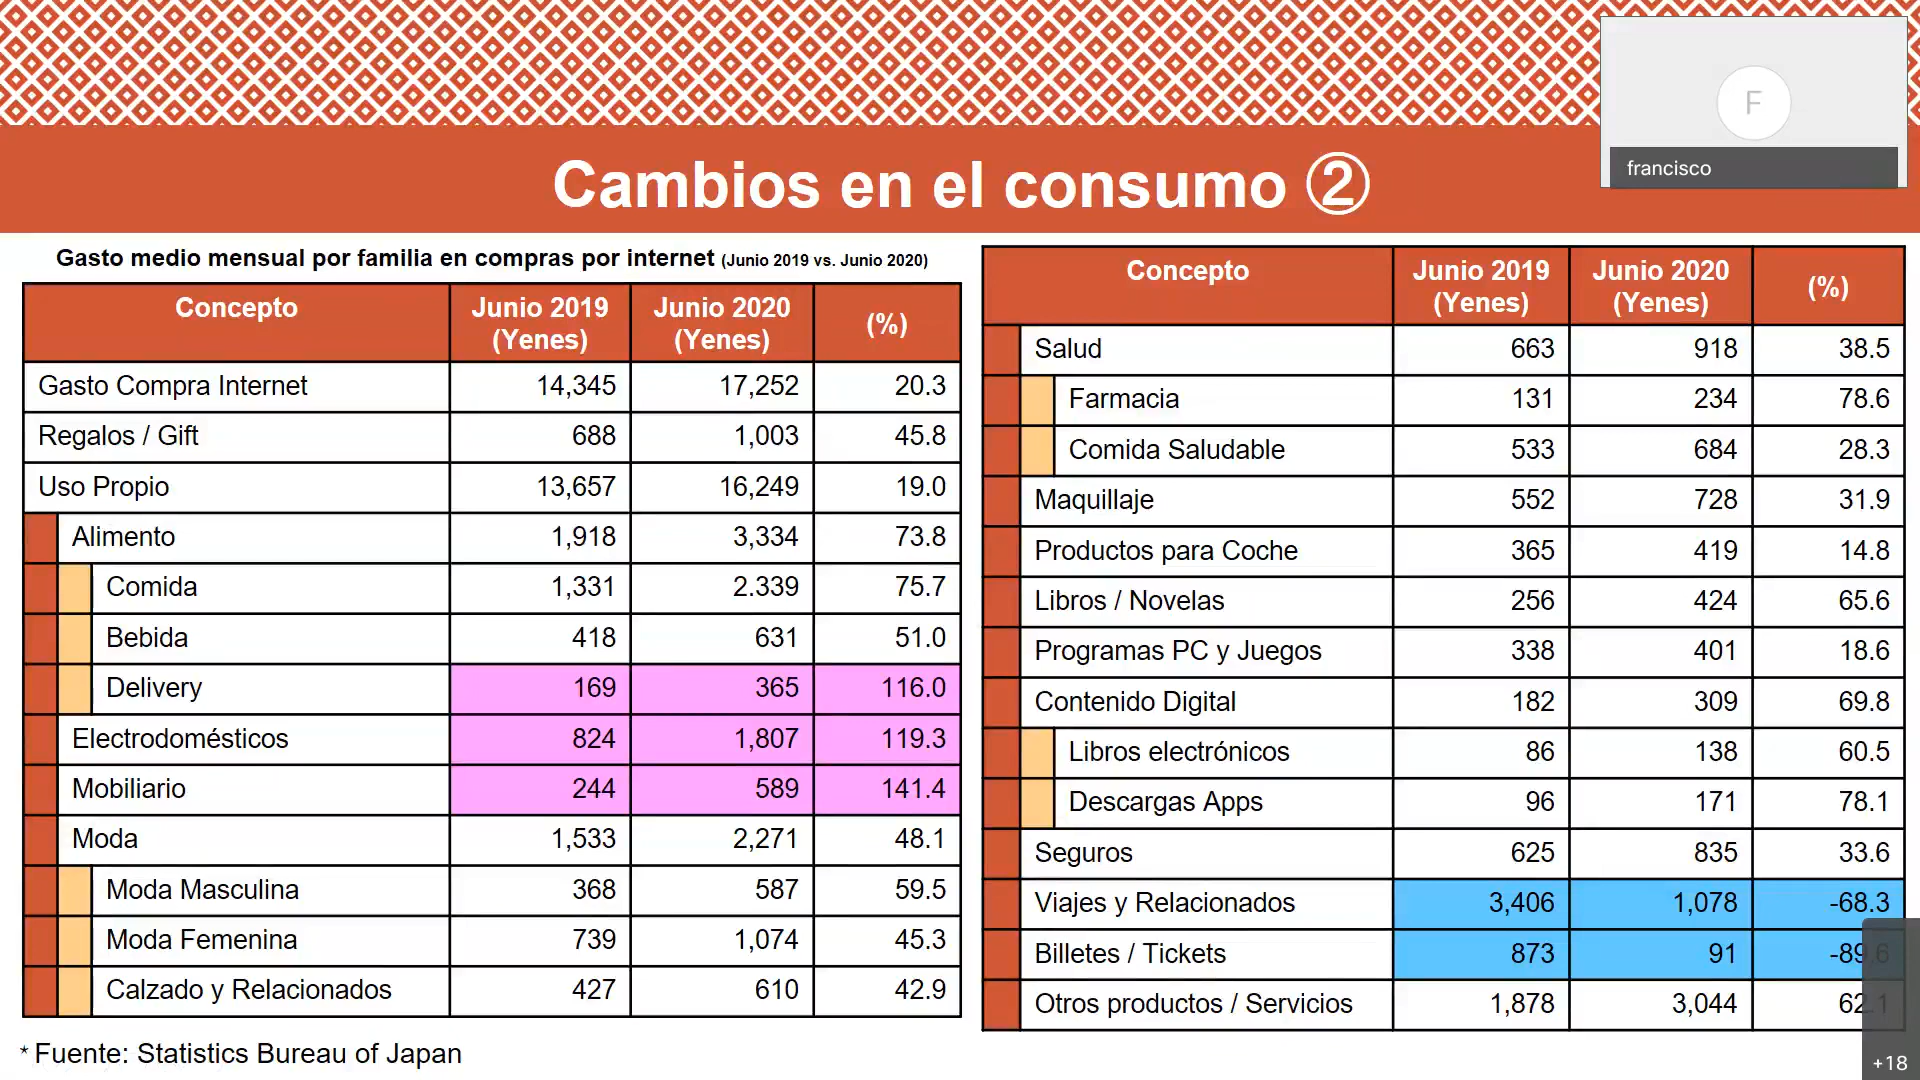 F
francisco
Cambios en el consumo ②
Gasto medio mensual por familia en compras por internet (Junio 2019 vs. Junio 2020)
Concepto Junio 2019 (Yenes) Junio 2020 (Yenes) (%)
Gasto Compra Internet 14,345 17,252 20.3
Regalos / Gift 688 1,003 45.8
Uso Propio 13,657 16,249 19.0
Alimento 1,918 3,334 73.8
Comida 1,331 2.339 75.7
Bebida 418 631 51.0
Delivery 169 365 116.0
Electrodomésticos 824 1,807 119.3
Mobiliario 244 589 141.4
Moda 1,533 2,271 48.1
Moda Masculina 368 587 59.5
Moda Femenina 739 1,074 45.3
Calzado y Relacionados 427 610 42.9
* Fuente: Statistics Bureau of Japan
Concepto Junio 2019 (Yenes) Junio 2020 (Yenes) (%)
Salud 663 918 38.5
Farmacia 131 234 78.6
Comida Saludable 533 684 28.3
Maquillaje 552 728 31.9
Productos para Coche 365 419 14.8
Libros / Novelas 256 424 65.6
Programas PC y Juegos 338 401 18.6
Contenido Digital 182 309 69.8
Libros electrónicos 86 138 60.5
Descargas Apps 96 171 78.1
Seguros 625 835 33.6
Viajes y Relacionados 3,406 1,078 -68.3
Billetes / Tickets 873 91 -89.6
Otros productos / Servicios 1,878 3,044 62.1
+18